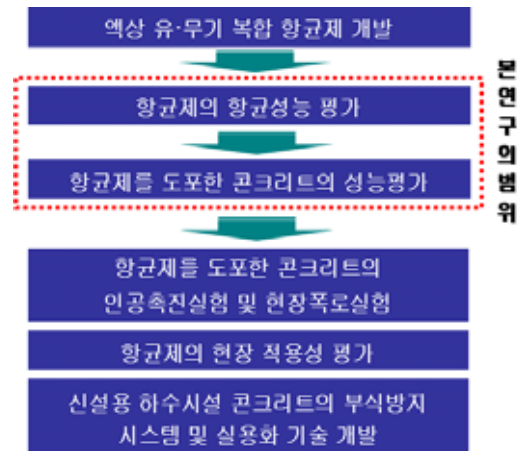 액상 유·무기 복합 항균제 개발
항균제의 항균성능 평가
항균제를 도포한 콘크리트의 성능평가
본연구의범위
항균제를 도포한 콘크리트의
인공촉진실험 및 현장폭로실험
항균제의 현장 적용성 평가
신설용 하수시설 콘크리트의 부식방지
시스템 및 실용화 기술 개발